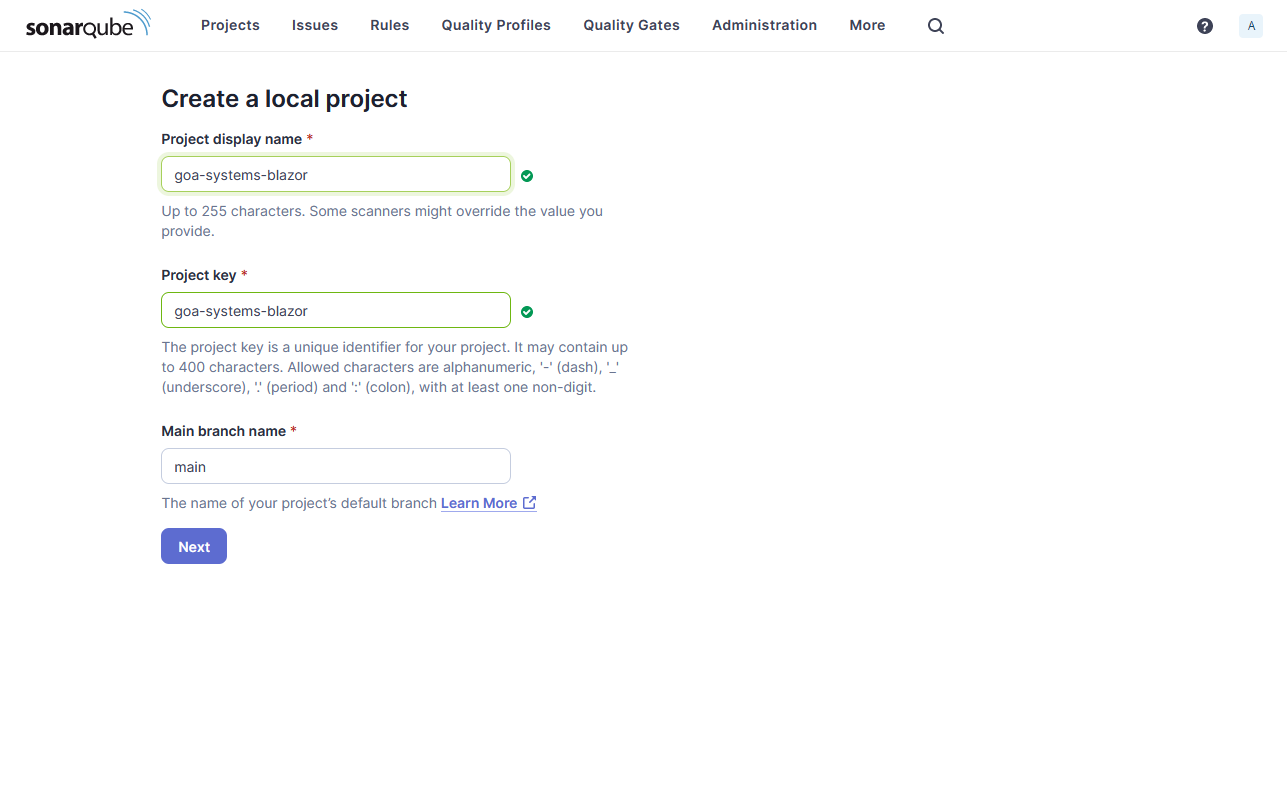 sonarqube Projects Issues Rules Quality Profiles Quality Gates Administration More ? A
Create a local project
Project display name *
goa-systems-blazor
Up to 255 characters. Some scanners might override the value you
provide.
Project key *
goa-systems-blazor
The project key is a unique identifier for your project. It may contain up
to 400 characters. Allowed characters are alphanumeric, '-' (dash), '_'
(underscore), '.' (period) and ':' (colon), with at least one non-digit.
Main branch name *
main
The name of your project’s default branch Learn More
Next